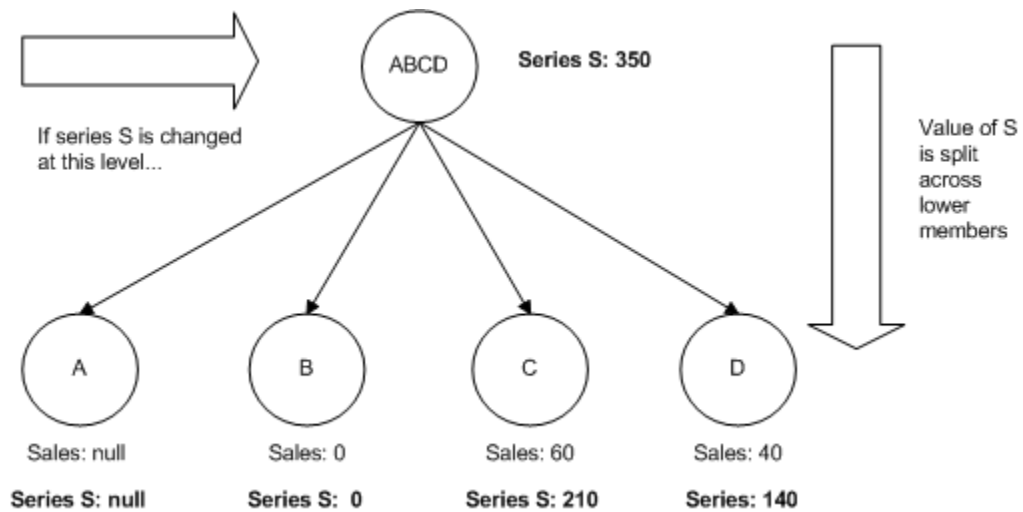 ABCD
Series S: 350
If series S is changed
at this level...
Value of S
is split
across
lower
members
A
B
C
D
Sales: null
Sales: 0
Sales: 60
Sales: 40
Series S: null
Series S: 0
Series S: 210
Series: 140